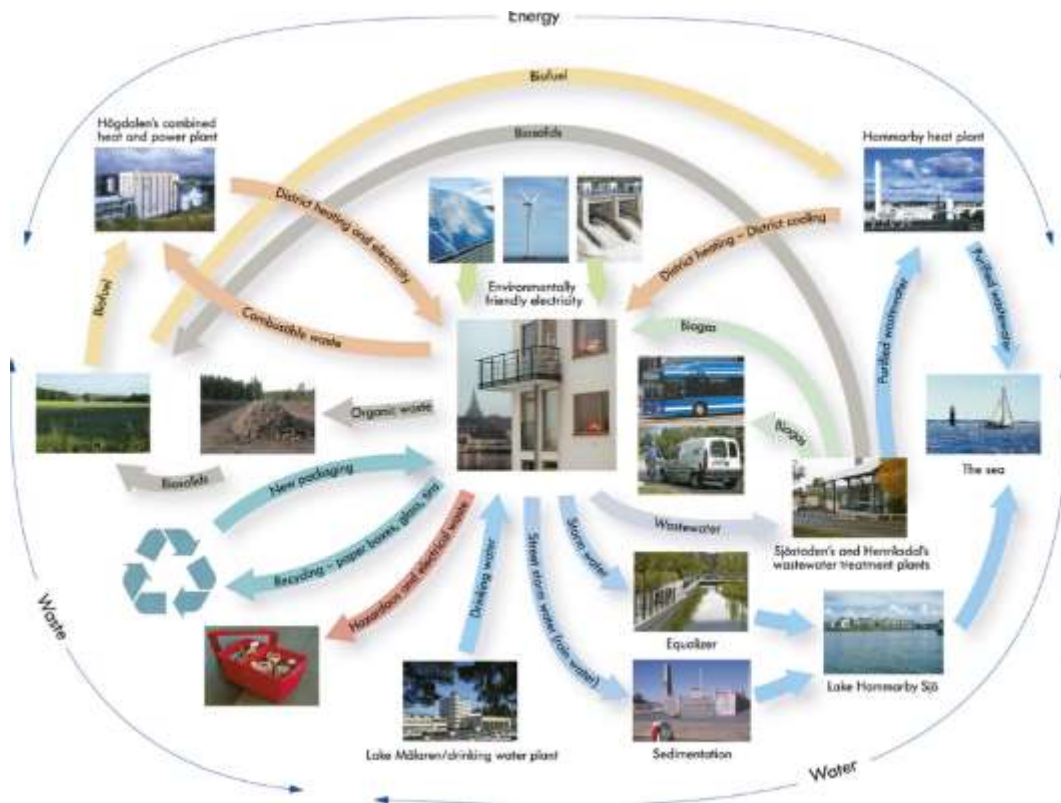 Energy
Biofuel
Högdalen's combined
heat and power plant
Biosolids
Hammarby heat plant
District heating and electricity
District heating – District cooling
Environmentally
friendly electricity
Biofuel
Combustible waste
Biogas
Purified wastewater
Purified wastewater
Organic waste
Biogas
The sea
Biosolids
New packaging
Recycling – paper boxes, glass, tins
Hazardous and electrical waste
Drinking water
Street storm water (rain water)
Storm water
Wastewater
Sjöstaden's and Henriksdal's
wastewater treatment plants
Equalizer
Lake Hammarby Sjö
Waste
Lake Mälaren/drinking water plant
Sedimentation
Water